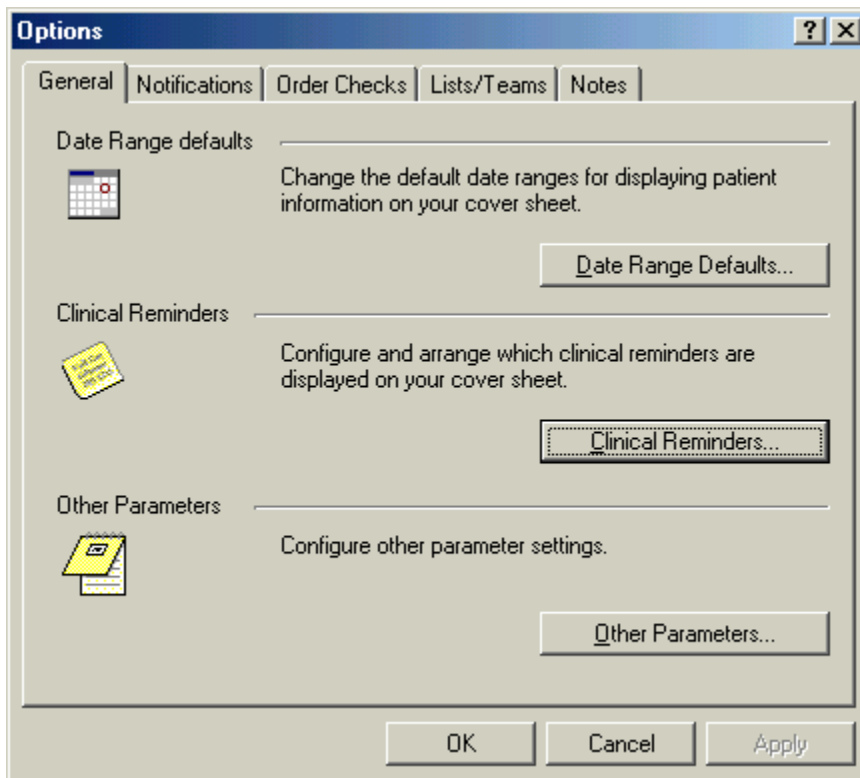 Options
General Notifications Order Checks Lists/Teams Notes
Date Range defaults
Change the default date ranges for displaying patient
information on your cover sheet.
Date Range Defaults...
Clinical Reminders
Configure and arrange which clinical reminders are
displayed on your cover sheet.
Clinical Reminders...
Other Parameters
Configure other parameter settings.
Other Parameters...
OK Cancel Apply